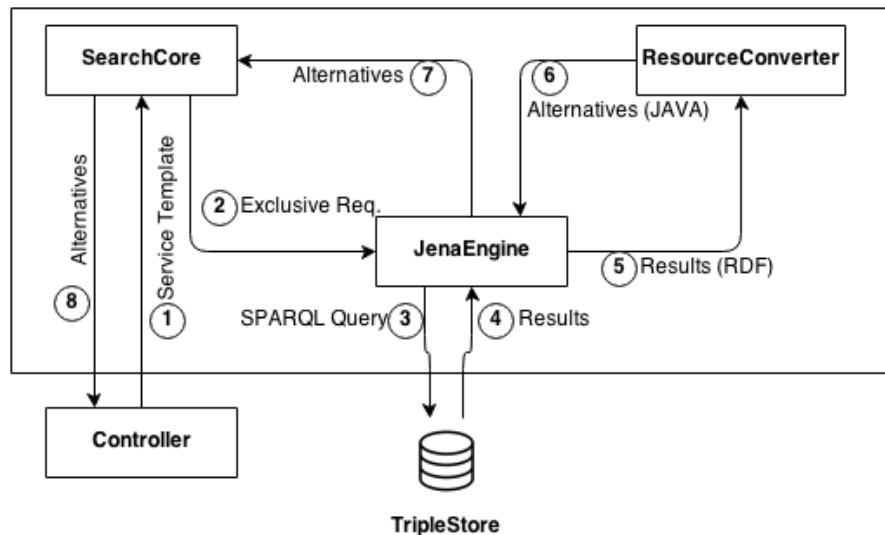 SearchCore
ResourceConverter
Alternatives 7
6
Alternatives (JAVA)
Alternatives
Service Template
2 Exclusive Req.
JenaEngine
8
1
5 Results (RDF)
SPARQL Query 3
4 Results
Controller
TripleStore